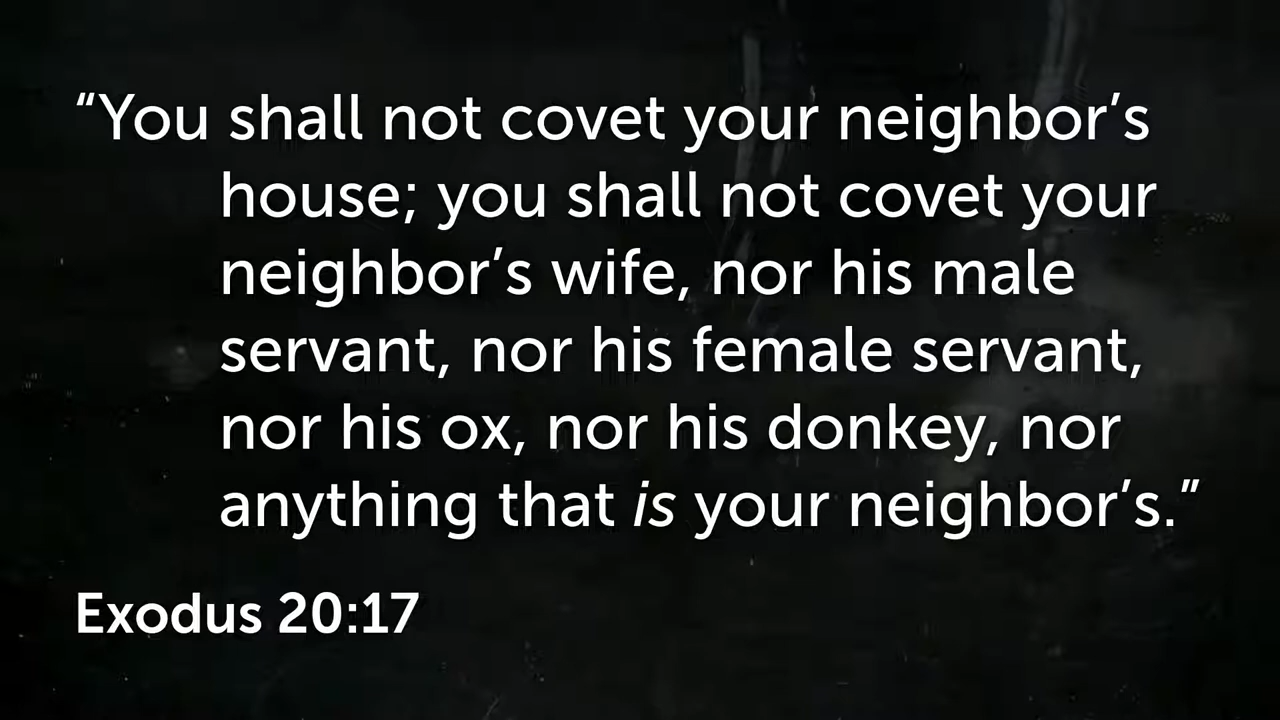 “You shall not covet your neighbor’s
house; you shall not covet your
neighbor’s wife, nor his male
servant, nor his female servant,
nor his ox, nor his donkey, nor
anything that is your neighbor’s.”
Exodus 20:17